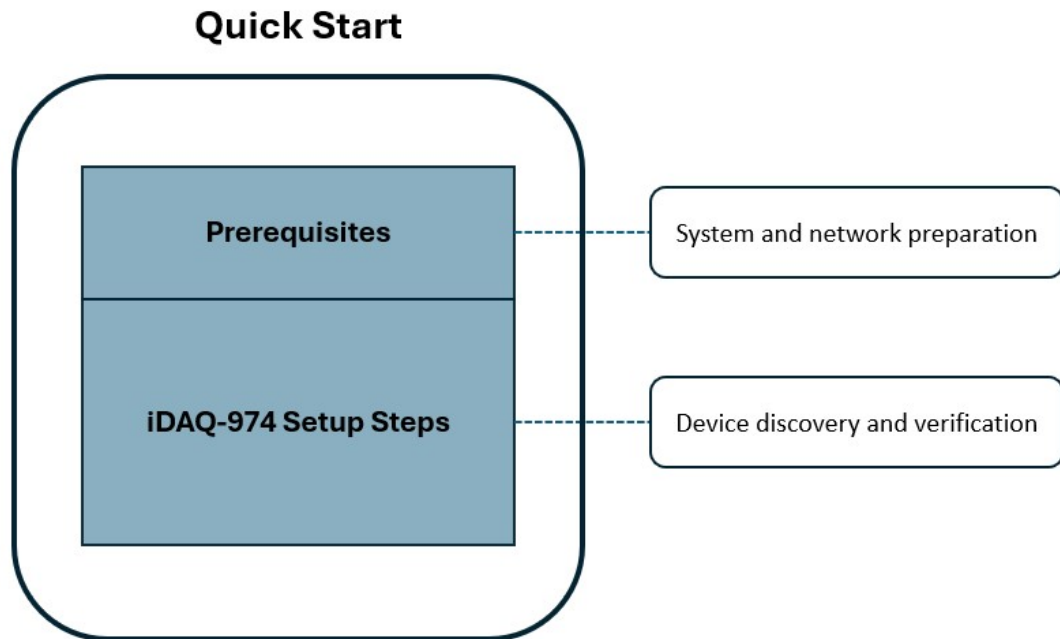 Quick Start
Prerequisites
System and network preparation
iDAQ-974 Setup Steps
Device discovery and verification